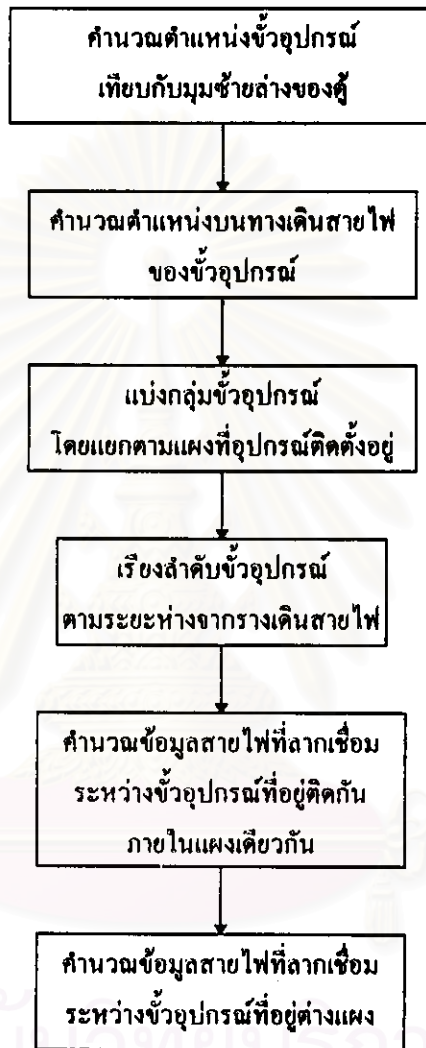 คำนวณตำแหน่งขั้วอุปกรณ์
เทียบกับมุมซ้ายล่างของตู้
คำนวณตำแหน่งบนทางเดินสายไฟ
ของขั้วอุปกรณ์
แบ่งกลุ่มขั้วอุปกรณ์
โดยแยกตามแผงที่อุปกรณ์ติดตั้งอยู่
เรียงลำดับขั้วอุปกรณ์
ตามระยะห่างจากรางเดินสายไฟ
คำนวณข้อมูลสายไฟที่ลากเชื่อม
ระหว่างขั้วอุปกรณ์ที่อยู่ติดกัน
ภายในแผงเดียวกัน
คำนวณข้อมูลสายไฟที่ลากเชื่อม
ระหว่างขั้วอุปกรณ์ที่อยู่ต่างแผง